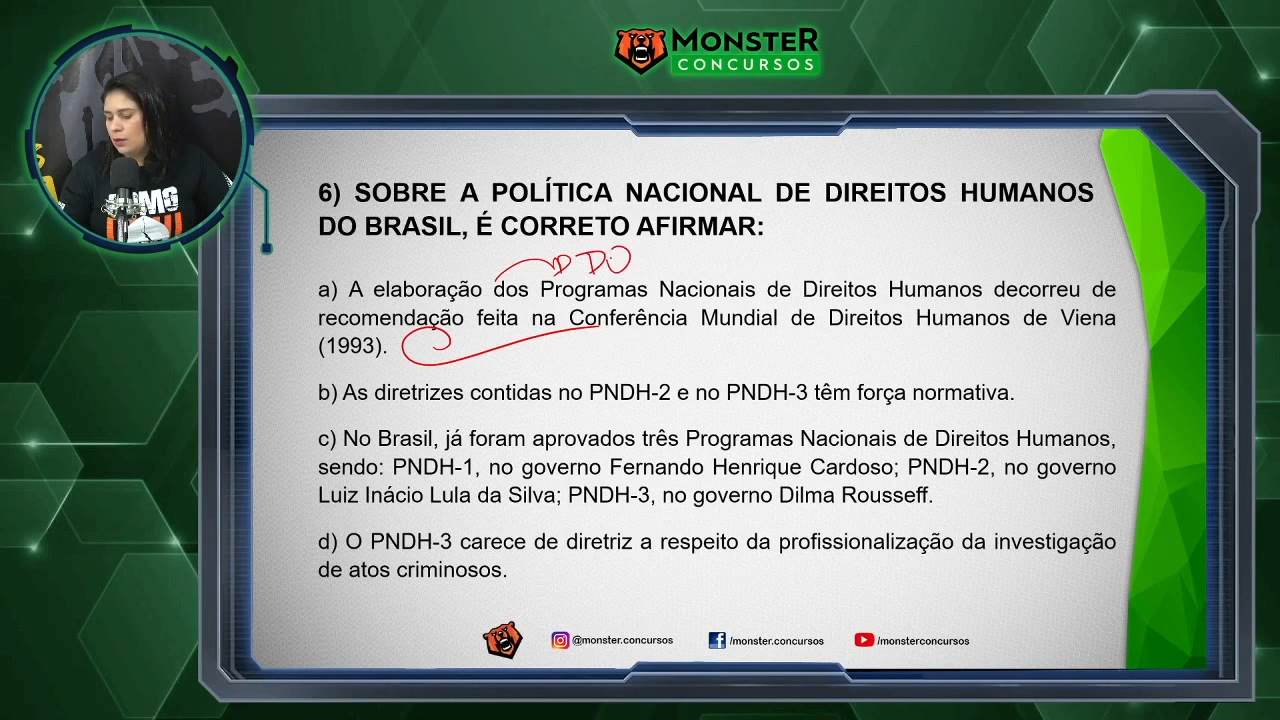 MONSTER
CONCURSOS
6) SOBRE A POLÍTICA NACIONAL DE DIREITOS HUMANOS
DO BRASIL, É CORRETO AFIRMAR:
a) A elaboração dos Programas Nacionais de Direitos Humanos decorreu de
recomendação feita na Conferência Mundial de Direitos Humanos de Viena
(1993).
b) As diretrizes contidas no PNDH-2 e no PNDH-3 têm força normativa.
c) No Brasil, já foram aprovados três Programas Nacionais de Direitos Humanos,
sendo: PNDH-1, no governo Fernando Henrique Cardoso; PNDH-2, no governo
Luiz Inácio Lula da Silva; PNDH-3, no governo Dilma Rousseff.
d) O PNDH-3 carece de diretriz a respeito da profissionalização da investigação
de atos criminosos.
@monster.concursos /monster.concursos /monsterconcursos